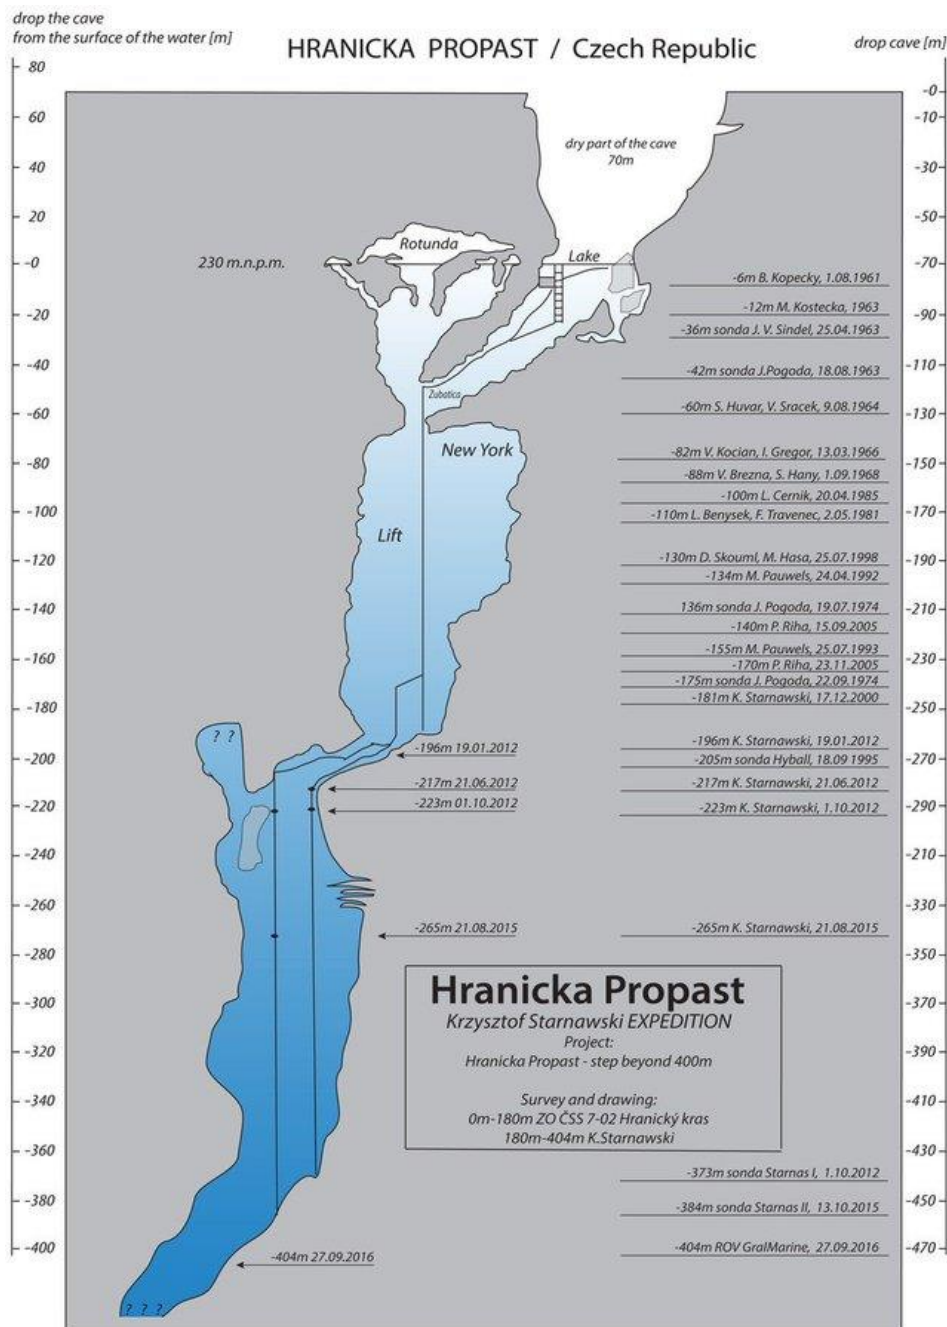 drop the cave
from the surface of the water [m]
HRANICKA PROPAST / Czech Republic
drop cave [m]
80
60
40
20
-0
-20
-40
-60
-80
-100
-120
-140
-160
-180
-200
-220
-240
-260
-280
-300
-320
-340
-360
-380
-400
-0
-10
-30
-50
-70
-90
-110
-130
-150
-170
-190
-210
-230
-250
-270
-290
-310
-330
-350
-370
-390
-410
-430
-450
-470
dry part of the cave
70m
230 m.n.p.m.
Rotunda
Lake
Zubatica
New York
Lift
? ?
-6m B. Kopecky, 1.08.1961
-12m M. Kostecka, 1963
-36m sonda J. V. Sindel, 25.04.1963
-42m sonda J.Pogoda, 18.08.1963
-60m S. Huvar, V. Sracek, 9.08.1964
-82m V. Kocian, I. Gregor, 13.03.1966
-88m V. Brezna, S. Hany, 1.09.1968
-100m L. Cernik, 20.04.1985
-110m L. Benysek, F. Travenec, 2.05.1981
-130m D. Skouml, M. Hasa, 25.07.1998
-134m M. Pauwels, 24.04.1992
136m sonda J. Pogoda, 19.07.1974
-140m P. Riha, 15.09.2005
-155m M. Pauwels, 25.07.1993
-170m P. Riha, 23.11.2005
-175m sonda J. Pogoda, 22.09.1974
-181m K. Starnawski, 17.12.2000
-196m K. Starnawski, 19.01.2012
-205m sonda Hyball, 18.09 1995
-217m K. Starnawski, 21.06.2012
-223m K. Starnawski, 1.10.2012
-265m K. Starnawski, 21.08.2015
-196m 19.01.2012
-217m 21.06.2012
-223m 01.10.2012
-265m 21.08.2015
Hranicka Propast
Krzysztof Starnawski EXPEDITION
Project:
Hranicka Propast - step beyond 400m
Survey and drawing:
0m-180m ZO ČSS 7-02 Hranický kras
180m-404m K.Starnawski
-373m sonda Starnas I, 1.10.2012
-384m sonda Starnas II, 13.10.2015
-404m ROV GralMarine, 27.09.2016
-404m 27.09.2016
? ? ?